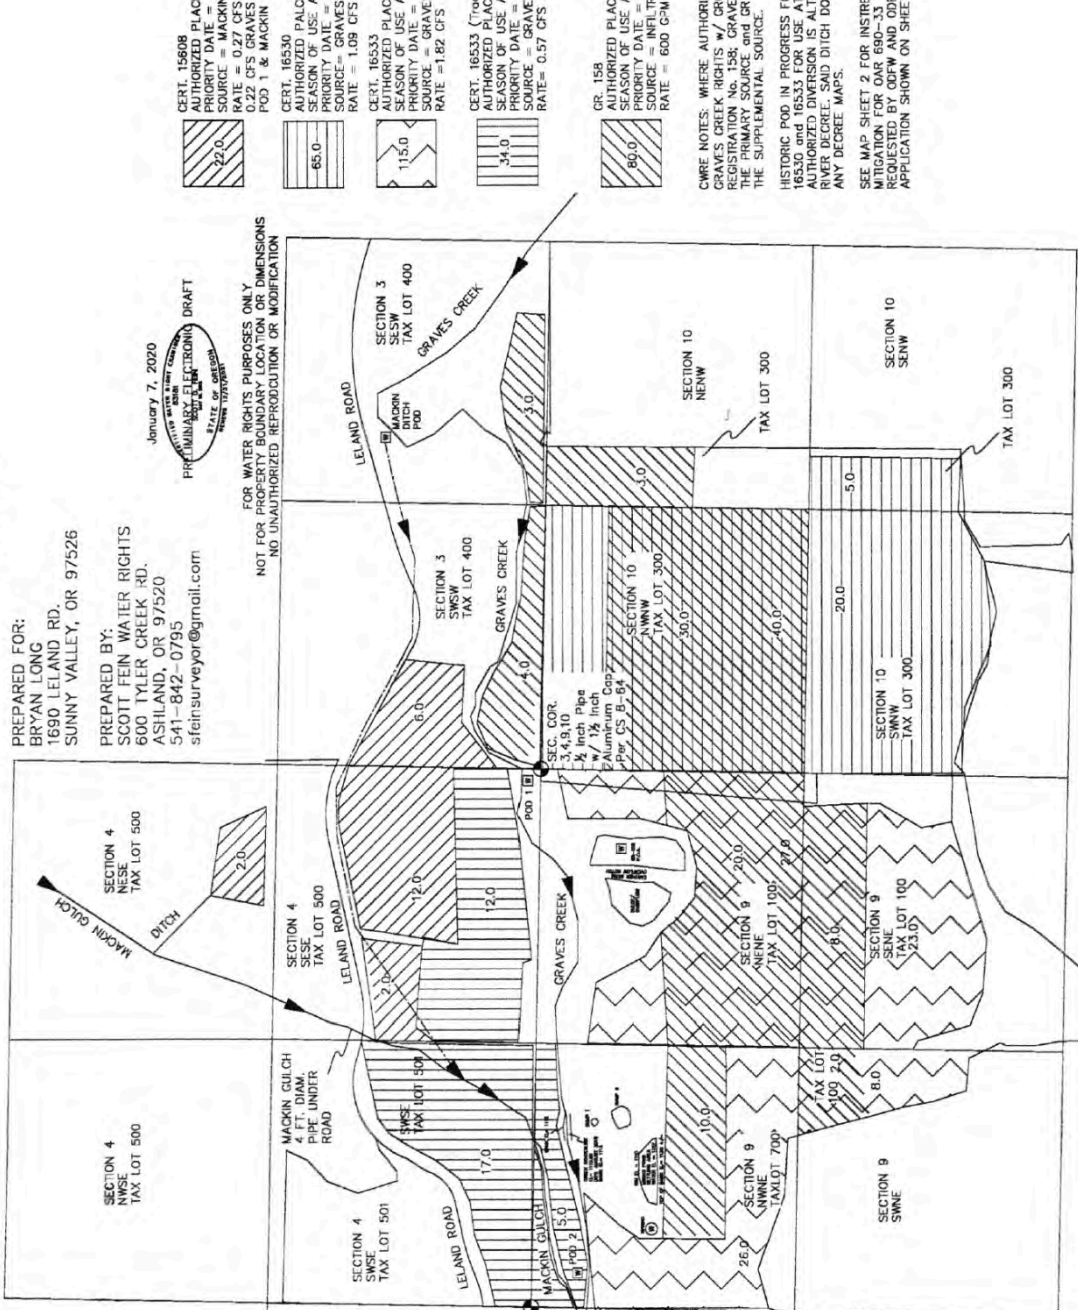 PREPARED FOR:
BRYAN LONG
1690 LELAND RD.
SUNNY VALLEY, OR 97526
PREPARED BY:
SCOTT FEIN WATER RIGHTS
600 TYLER CREEK RD.
ASHLAND, OR 97520
541-842-0795
sfeinsurveyor@gmail.com
January 7, 2020
PRELIMINARY ELECTRONIC DRAFT
STATE OF OREGON
FOR WATER RIGHTS PURPOSES ONLY
NOT FOR PROPERTY BOUNDARY LOCATION OR DIMENSIONS
NO UNAUTHORIZED REPRODCUTION OR MODIFICATION
22.0
CERT. 15608
AUTHORIZED PLAC
PRIORITY DATE =
SOURCE = MACKIN
RATE = 0.27 CFS
0.22 CFS GRAVES
POD 1 & MACKIN
65.0
CERT. 16530
AUTHORIZED PALC
SEASON OF USE A
PRIORITY DATE =
SOURCE= GRAVES
RATE = 1.09 CFS
115.0
CERT. 16533
AUTHORIZED PLAC
SEASON OF USE A
PRIORITY DATE =
SOURCE = GRAVE
RATE =1.82 CFS
34.0
CERT. 16533 (Trac
AUTHORIZED PLAC
SEASON OF USE A
PRIORITY DATE =
SOURCE = GRAVE
RATE= 0.57 CFS
80.0
GR. 158
AUTHORIZED PLAC
SEASON OF USE A
PRIORITY DATE =
SOURCE = INFILTR
RATE = 600 GPM
CWRE NOTES: WHERE AUTHORI
GRAVES CREEK RIGHTS w/ GRO
REGISTRATION No. 158; GRAVE
THE PRIMARY SOURCE and GR
THE SUPPLEMENTAL SOURCE.
HISTORIC POD IN PROGRESS F
16530 and 16533 FOR USE AT
AUTHORIZED DIVERSION IS ALT
RIVER DECREE. SAID DITCH DO
ANY DECREE MAPS.
SEE MAP SHEET 2 FOR INSTRE
MITIGATION FOR OAR 690-33
REQUESTED BY ODFW AND ODE
APPLICATION SHOWN ON SHEET
SECTION 4
NWSE
TAX LOT 500
SECTION 4
NESE
TAX LOT 500
MACKIN GULCH
DITCH
2.0
SECTION 4
SWSE
TAX LOT 501
MACKIN GULCH
4 FT. DIAM.
PIPE UNDER
ROAD
LELAND ROAD
SWSE
TAX LOT 501
17.0
MACKIN GULCH
5.0
POD 2
SECTION 4
SESE
TAX LOT 500
LELAND ROAD
2.0
12.0
12.0
POD 1
GRAVES CREEK
LELAND ROAD
6.0
4.0
SECTION 3
SWSW
TAX LOT 400
GRAVES CREEK
SECTION 3
SESW
TAX LOT 400
GRAVES CREEK
MACKIN
DITCH
POD
3.0
SEC. COR.
3,4,9,10
½ Inch Pipe
w/ 1½ Inch
Aluminum Cap
Per CS 8-64
SECTION 10
NWNW
TAX LOT 300
30.0
40.0
3.0
SECTION 10
NENW
TAX LOT 300
10.0
SECTION 9
NWNE
TAXLOT 700
26.0
20.0
27.0
SECTION 9
NENE
TAX LOT 100
8.0
TAX LOT
100 2.0
8.0
SECTION 9
SWNE
SECTION 9
SENE
TAX LOT 100
23.0
20.0
SECTION 10
SWNW
TAX LOT 300
5.0
SECTION 10
SENW
TAX LOT 300